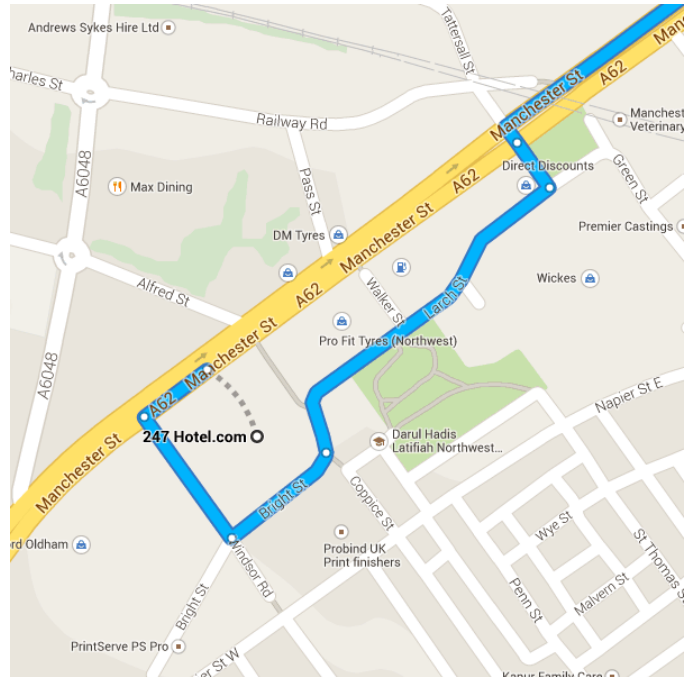 Andrews Sykes Hire Ltd
Tattersall St
Manchester St
A62
harles St
Railway Rd
Manchest
Veterinary
A6048
Max Dining
Pass St
A62
Direct Discounts
Green St
DM Tyres
Manchester St
Premier Castings
Alfred St
A62
Walker St
Larch St
Wickes
Pro Fit Tyres (Northwest)
Manchester St
A6048
A62
Napier St E
247 Hotel.com
Darul Hadis
Latifiah Northwest...
Manchester St
Bright St
Coppice St
Wye St
rd Oldham
Probind UK
Print finishers
St Thomas St
Windsor Rd
Bright St
Penn St
Malvern St
PrintServe PS Pro
er St W
Kapur Family Care